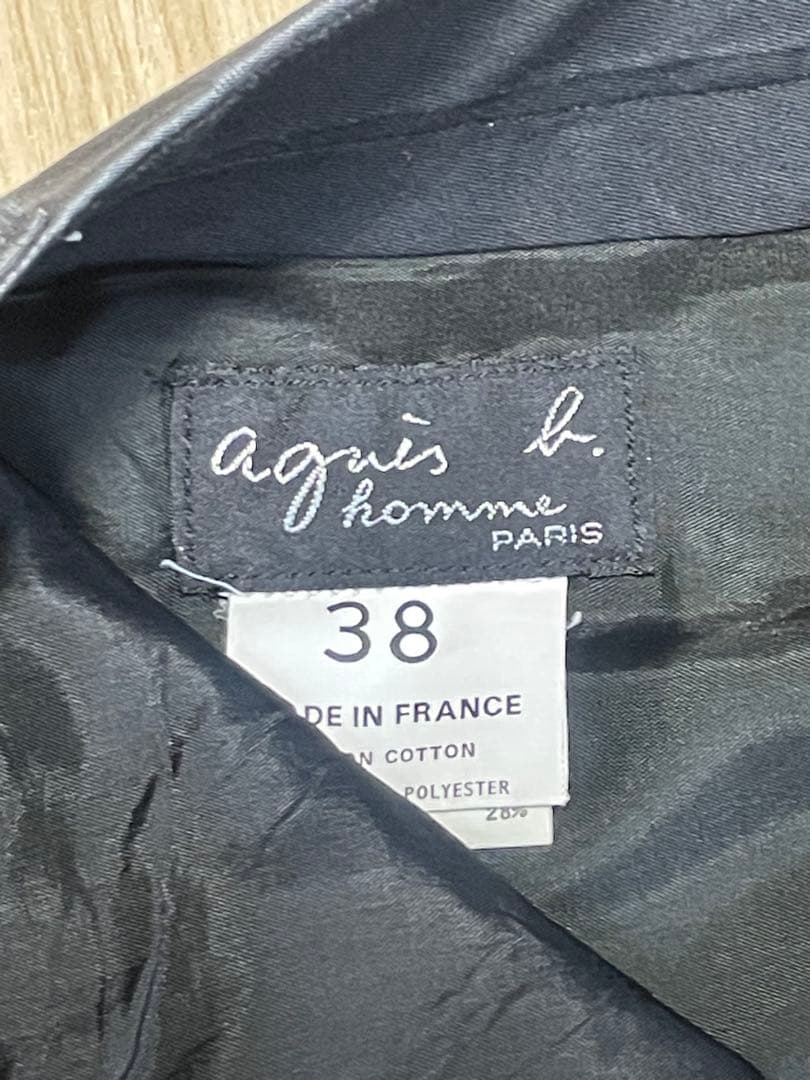 agnès b.
homme
PARIS
38
DE IN FRANCE
COTTON
POLYESTER
28%